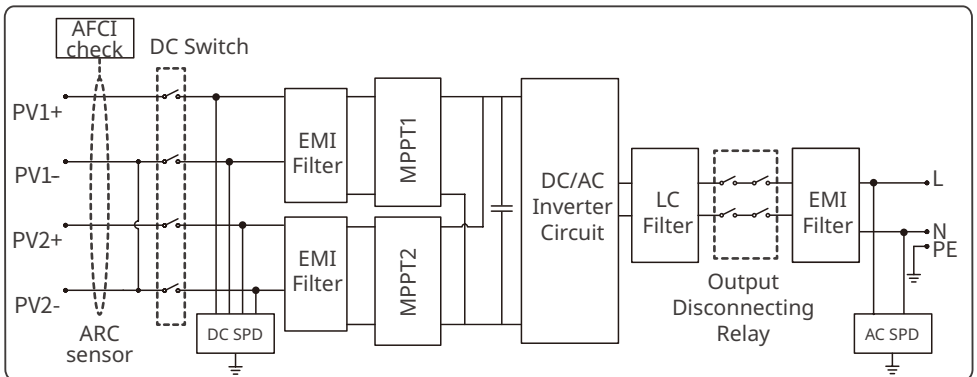 AFCI
check
DC Switch
PV1+
PV1-
PV2+
PV2-
ARC
sensor
DC SPD
EMI
Filter
EMI
Filter
MPPT1
MPPT2
DC/AC
Inverter
Circuit
LC
Filter
Output
Disconnecting
Relay
EMI
Filter
L
N
PE
AC SPD